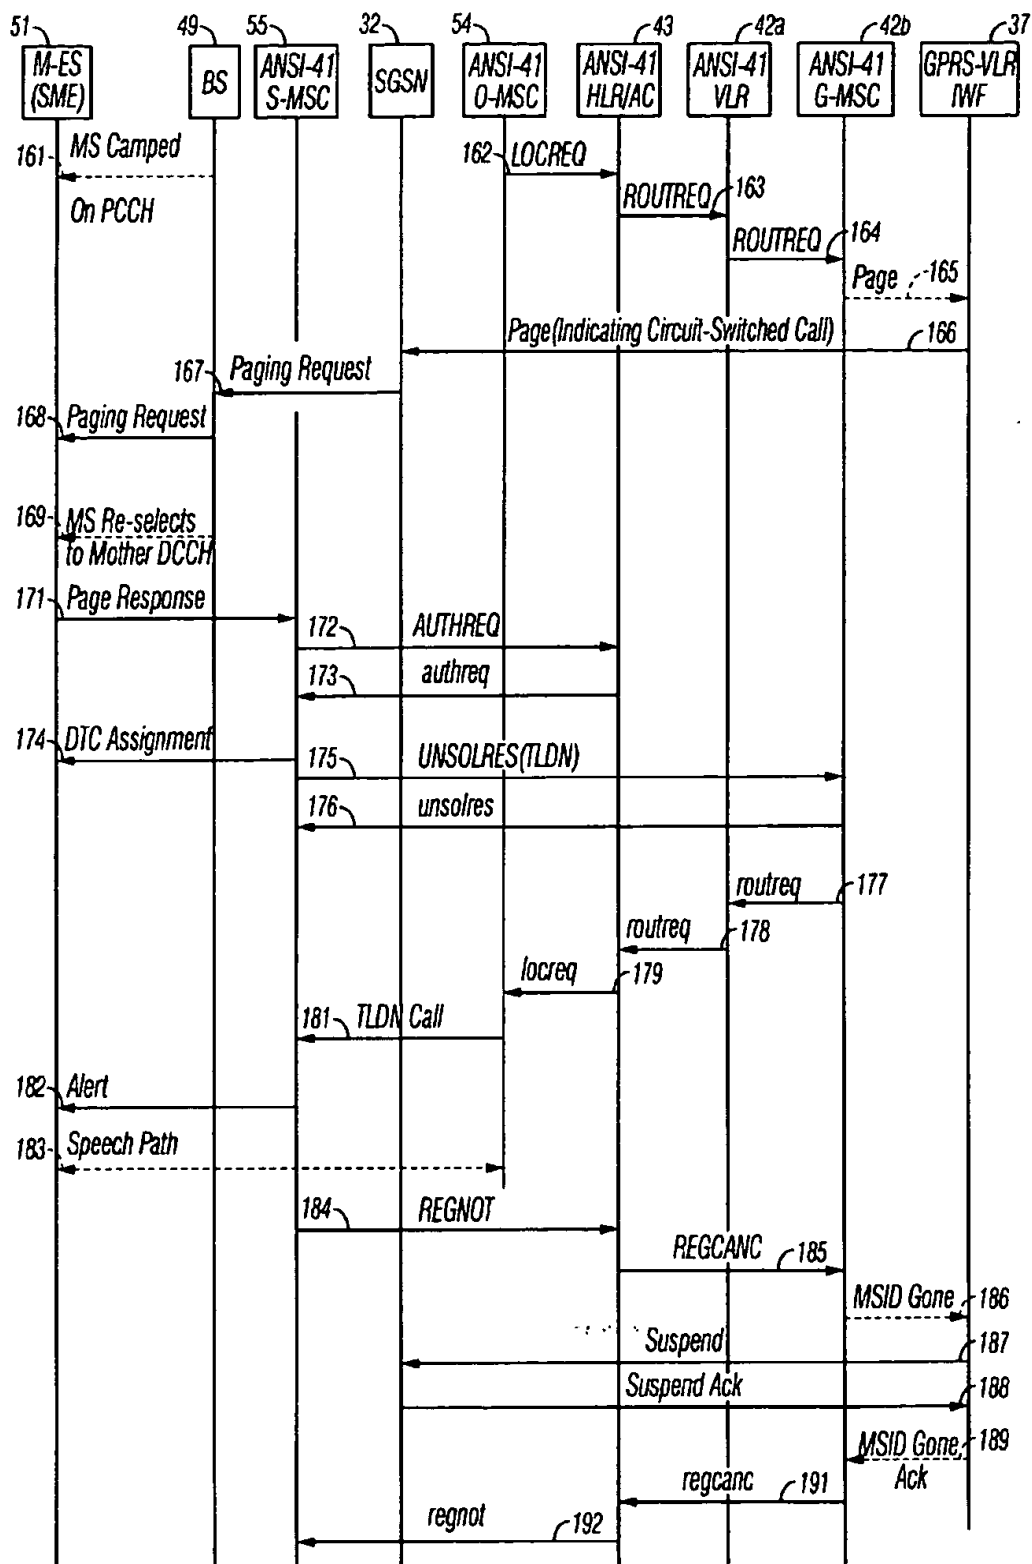 51 49 55 32 54 43 42a 42b 37
M-ES (SME)
BS
ANSI-41 S-MSC
SGSN
ANSI-41 O-MSC
ANSI-41 HLR/AC
ANSI-41 VLR
ANSI-41 G-MSC
GPRS-VLR IWF
161 MS Camped
On PCCH
162 LOCREQ
ROUTREQ 163
ROUTREQ 164
Page 165
Page (Indicating Circuit-Switched Call) 166
167 Paging Request
168 Paging Request
169 MS Re-selects
to Mother DCCH
171 Page Response
172 AUTHREQ
173 authreq
174 DTC Assignment
175 UNSOLRES(TLDN)
176 unsolres
routreq 177
routreq 178
locreq 179
181 TLDN Call
182 Alert
183 Speech Path
184 REGNOT
REGCANC 185
MSID Gone 186
Suspend 187
Suspend Ack 188
MSID Gone 189
Ack
regcanc 191
regnot 192